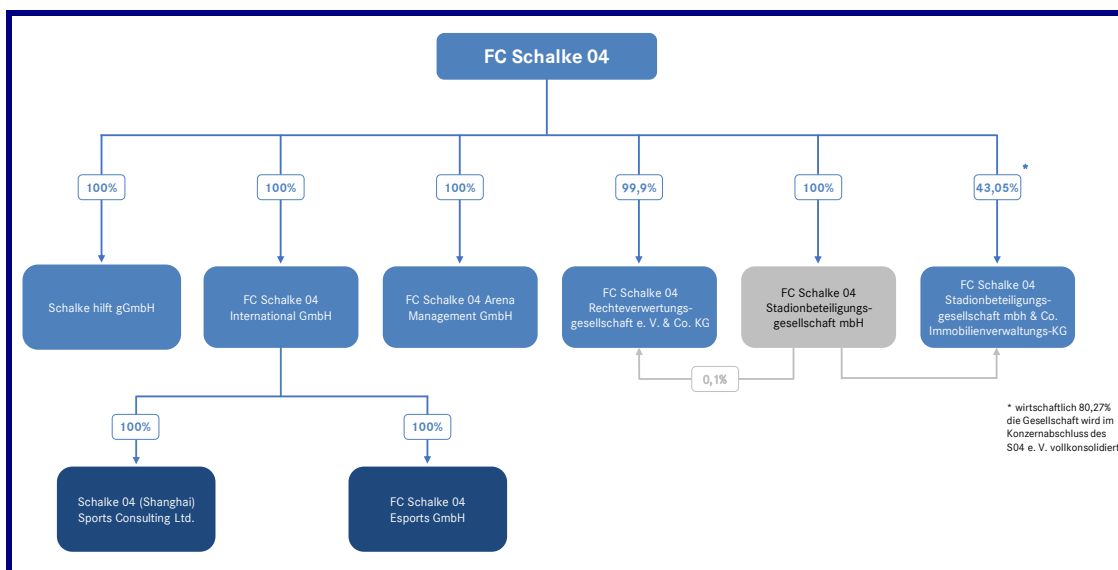 FC Schalke 04
*
100%
100%
100%
99,9%
100%
43,05%
Schalke hilft gGmbH
FC Schalke 04
International GmbH
FC Schalke 04 Arena
Management GmbH
FC Schalke 04
Rechteverwertungs-
gesellschaft e. V. & Co. KG
FC Schalke 04
Stadionbeteiligungs-
gesellschaft mbH
FC Schalke 04
Stadionbeteiligungs-
gesellschaft mbh & Co.
Immobilienverwaltungs-KG
0,1%
* wirtschaftlich 80,27%
die Gesellschaft wird im
Konzernabschluss des
S04 e. V. vollkonsolidiert
100%
100%
Schalke 04 (Shanghai)
Sports Consulting Ltd.
FC Schalke 04
Esports GmbH